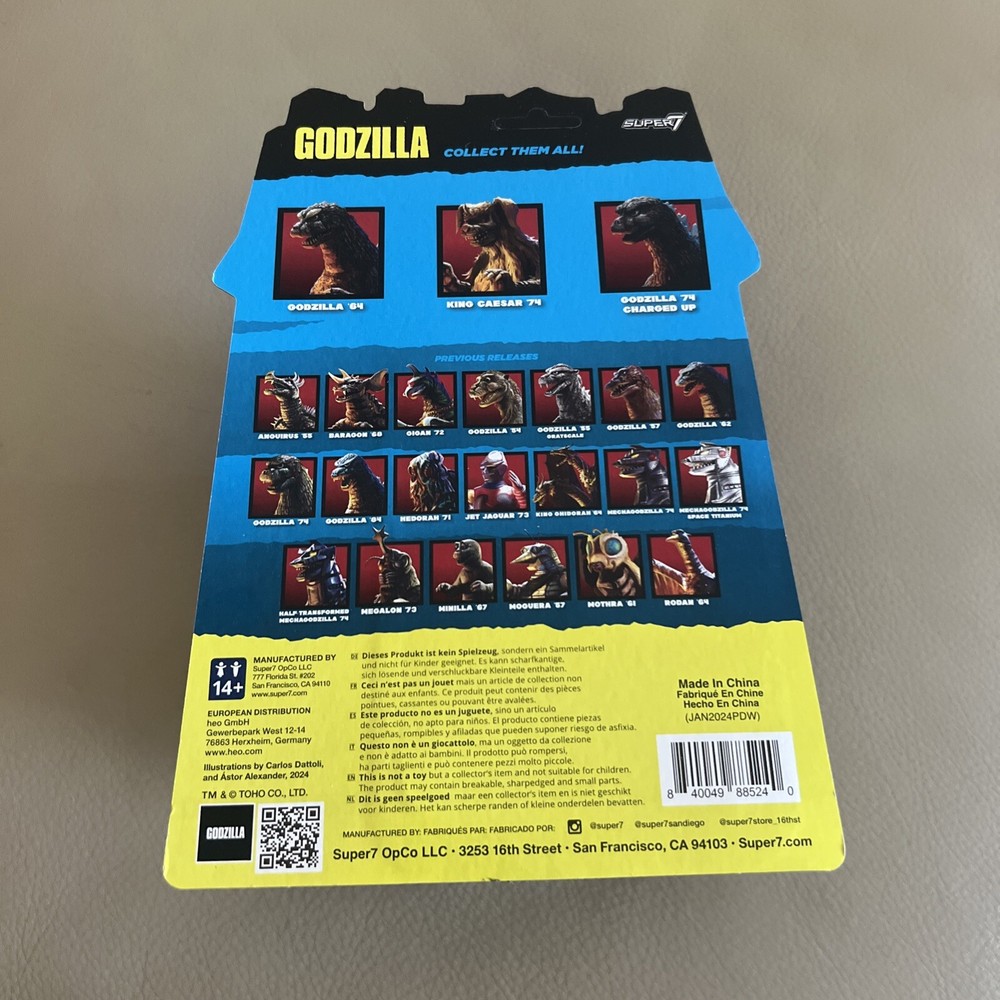 GODZILLA COLLECT THEM ALL!
SUPER7
GODZILLA '64
KING CAESAR '74
GODZILLA '74
CHARGED UP
PREVIOUS RELEASES
ANGUIRUS '55
BARAGON '68
GIGAN '72
GODZILLA '54
GODZILLA '55
GRAYSCALE
GODZILLA '57
GODZILLA '62
GODZILLA '74
GODZILLA '84
HEDORAH '71
JET JAGUAR '73
KING GHIDORAH '64
MECHAGODZILLA '74
MECHAGODZILLA '74
SPACE TITANIUM
HALF-TRANSFORMED
MECHAGODZILLA '74
MEGALON '73
MINILLA '67
MOGUERA '57
MOTHRA '61
RODAN '64
14+
MANUFACTURED BY
Super7 OpCo LLC
777 Florida St. #202
San Francisco, CA 94110
www.super7.com
EUROPEAN DISTRIBUTION
heo GmbH
Gewerbepark West 12-14
76863 Herxheim, Germany
www.heo.com
Illustrations by Carlos Dattoli,
and Ástor Alexander, 2024
TM & © TOHO CO., LTD.
GODZILLA
DE Dieses Produkt ist kein Spielzeug, sondern ein Sammelartikel
und nicht für Kinder geeignet. Es kann scharfkantige,
sich lösende und verschluckbare Kleinteile enthalten.
FR Ceci n'est pas un jouet mais un article de collection non
destiné aux enfants. Ce produit peut contenir des pièces
pointues, cassantes ou pouvant être avalées.
ES Este producto no es un juguete, sino un artículo
de colección, no apto para niños. El producto contiene piezas
pequeñas, rompibles y afiladas que pueden suponer riesgo de asfixia.
IT Questo non è un giocattolo, ma un oggetto da collezione
e non è adatto ai bambini. Il prodotto può rompersi,
ha parti taglienti e può contenere pezzi molto piccole.
EN This is not a toy but a collector's item and not suitable for children.
The product may contain breakable, sharpedged and small parts.
NL Dit is geen speelgoed maar een collector's item en is niet geschikt
voor kinderen. Het kan scherpe randen of kleine onderdelen bevatten.
Made In China
Fabriqué En Chine
Hecho En China
(JAN2024PDW)
8 40049 88524 0
MANUFACTURED BY: FABRIQUÉS PAR: FABRICADO POR: @super7 @super7sandiego @super7store_16thst
Super7 OpCo LLC • 3253 16th Street • San Francisco, CA 94103 • Super7.com